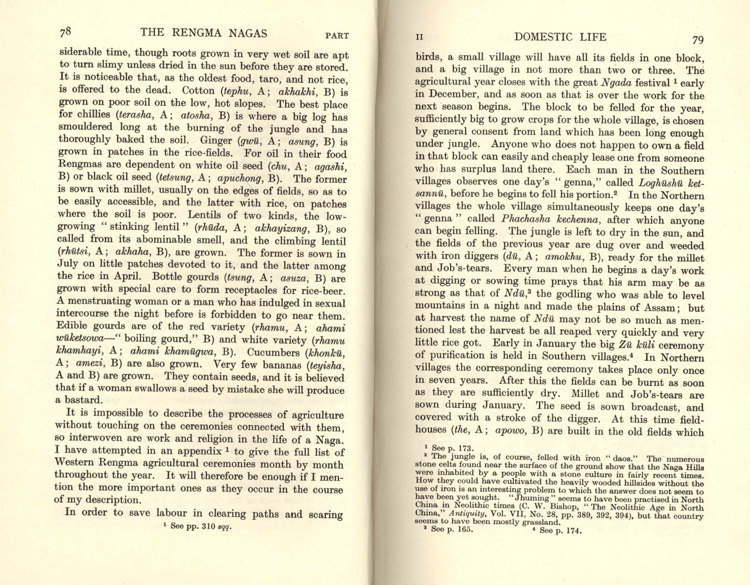 78 THE RENGMA NAGAS PART
siderable time, though roots grown in very wet soil are apt
to turn slimy unless dried in the sun before they are stored.
It is noticeable that, as the oldest food, taro, and not rice,
is offered to the dead. Cotton (tephu, A; akhakhi, B) is
grown on poor soil on the low, hot slopes. The best place
for chillies (terasha, A; atosha, B) is where a big log has
smouldered long at the burning of the jungle and has
thoroughly baked the soil. Ginger (gwü, A; asung, B) is
grown in patches in the rice-fields. For oil in their food
Rengmas are dependent on white oil seed (chu, A; agashi,
B) or black oil seed (tetsung, A; apuchong, B). The former
is sown with millet, usually on the edges of fields, so as to
be easily accessible, and the latter with rice, on patches
where the soil is poor. Lentils of two kinds, the low-
growing "stinking lentil" (rhüda, A; akhayizang, B), so
called from its abominable smell, and the climbing lentil
(rhütsi, A; akhaha, B), are grown. The former is sown in
July on little patches devoted to it, and the latter among
the rice in April. Bottle gourds (tsung, A; asuza, B) are
grown with special care to form receptacles for rice-beer.
A menstruating woman or a man who has indulged in sexual
intercourse the night before is forbidden to go near them.
Edible gourds are of the red variety (rhamu, A; ahami
wüketsowa—"boiling gourd," B) and white variety (rhamu
khamhayi, A; ahami khamügwa, B). Cucumbers (khonkü,
A; amezi, B) are also grown. Very few bananas (teyisha,
A and B) are grown. They contain seeds, and it is believed
that if a woman swallows a seed by mistake she will produce
a bastard.
It is impossible to describe the processes of agriculture
without touching on the ceremonies connected with them,
so interwoven are work and religion in the life of a Naga.
I have attempted in an appendix ¹ to give the full list of
Western Rengma agricultural ceremonies month by month
throughout the year. It will therefore be enough if I men-
tion the more important ones as they occur in the course
of my description.
In order to save labour in clearing paths and scaring
¹ See pp. 310 sqq.
II DOMESTIC LIFE 79
birds, a small village will have all its fields in one block,
and a big village in not more than two or three. The
agricultural year closes with the great Ngada festival ¹ early
in December, and as soon as that is over the work for the
next season begins. The block to be felled for the year,
sufficiently big to grow crops for the whole village, is chosen
by general consent from land which has been long enough
under jungle. Anyone who does not happen to own a field
in that block can easily and cheaply lease one from someone
who has surplus land there. Each man in the Southern
villages observes one day's "genna," called Loghüshü ket-
sannü, before he begins to fell his portion.² In the Northern
villages the whole village simultaneously keeps one day's
"genna" called Phachasha kechenna, after which anyone
can begin felling. The jungle is left to dry in the sun, and
the fields of the previous year are dug over and weeded
with iron diggers (dü, A; amokhu, B), ready for the millet
and Job's-tears. Every man when he begins a day's work
at digging or sowing time prays that his arm may be as
strong as that of Ndü,³ the godling who was able to level
mountains in a night and made the plains of Assam; but
at harvest the name of Ndü may not be so much as men-
tioned lest the harvest be all reaped very quickly and very
little rice got. Early in January the big Zü küli ceremony
of purification is held in Southern villages.⁴ In Northern
villages the corresponding ceremony takes place only once
in seven years. After this the fields can be burnt as soon
as they are sufficiently dry. Millet and Job's-tears are
sown during January. The seed is sown broadcast, and
covered with a stroke of the digger. At this time field-
houses (the, A; apowo, B) are built in the old fields which
¹ See p. 173.
² The jungle is, of course, felled with iron "daos." The numerous
stone celts found near the surface of the ground show that the Naga Hills
were inhabited by a people with a stone culture in fairly recent times.
How they could have cultivated the heavily wooded hillsides without the
use of iron is an interesting problem to which the answer does not seem to
have been yet sought. "Jhuming" seems to have been practised in North
China in Neolithic times (C. W. Bishop, "The Neolithic Age in North
China," Antiquity, Vol. VII, No. 28, pp. 389, 392, 394), but that country
seems to have been mostly grassland.
³ See p. 165. ⁴ See p. 174.